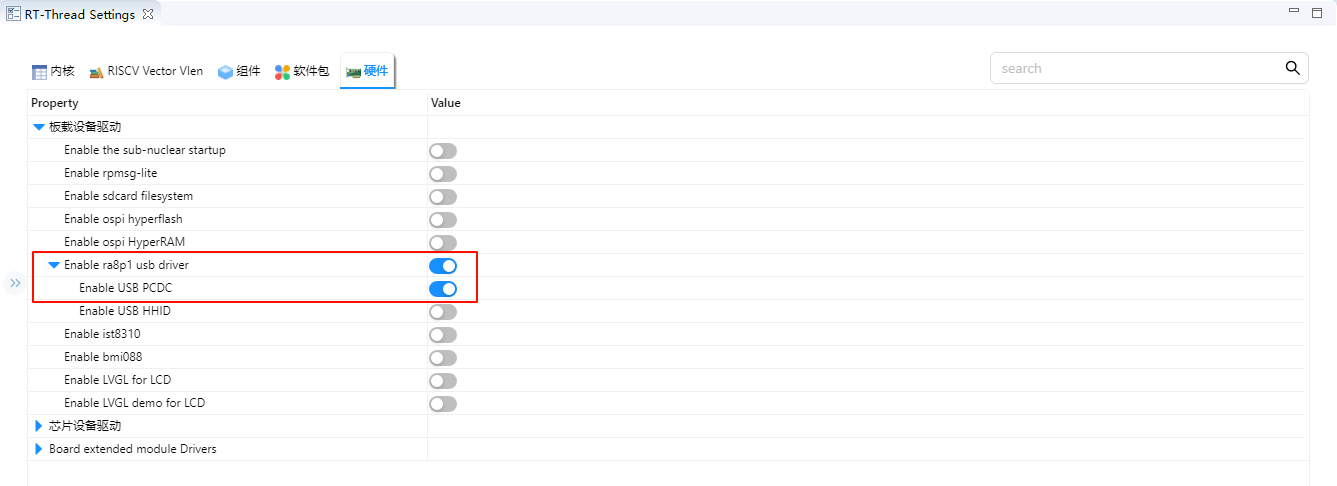 RT-Thread Settings
内核 RISCV Vector Vlen 组件 软件包 硬件 search
Property Value
板载设备驱动
Enable the sub-nuclear startup
Enable rpmsg-lite
Enable sdcard filesystem
Enable ospi hyperflash
Enable ospi HyperRAM
Enable ra8p1 usb driver
Enable USB PCDC
Enable USB HHID
Enable ist8310
Enable bmi088
Enable LVGL for LCD
Enable LVGL demo for LCD
芯片设备驱动
Board extended module Drivers